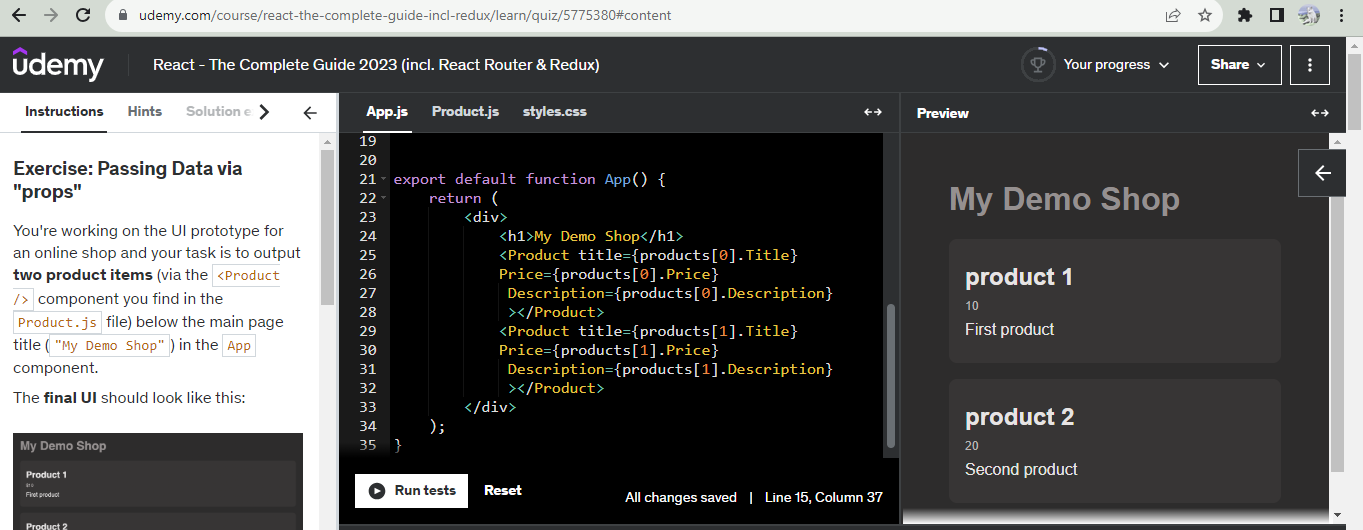 udemy.com/course/react-the-complete-guide-incl-redux/learn/quiz/5775380#content
udemy
React - The Complete Guide 2023 (incl. React Router & Redux)
Your progress
Share
Instructions
Hints
Solution e
App.js
Product.js
styles.css
Preview
Exercise: Passing Data via
"props"
You're working on the UI prototype for
an online shop and your task is to output
two product items (via the <Product
/> component you find in the
Product.js file) below the main page
title ("My Demo Shop") in the App
component.
The final UI should look like this:
My Demo Shop
Product 1
First product
Product 2
19
20
21 export default function App() {
22 return (
23 <div>
24 <h1>My Demo Shop</h1>
25 <Product title={products[0].Title}
26 Price={products[0].Price}
27 Description={products[0].Description}
28 ></Product>
29 <Product title={products[1].Title}
30 Price={products[1].Price}
31 Description={products[1].Description}
32 ></Product>
33 </div>
34 );
35 }
Run tests
Reset
All changes saved | Line 15, Column 37
My Demo Shop
product 1
10
First product
product 2
20
Second product